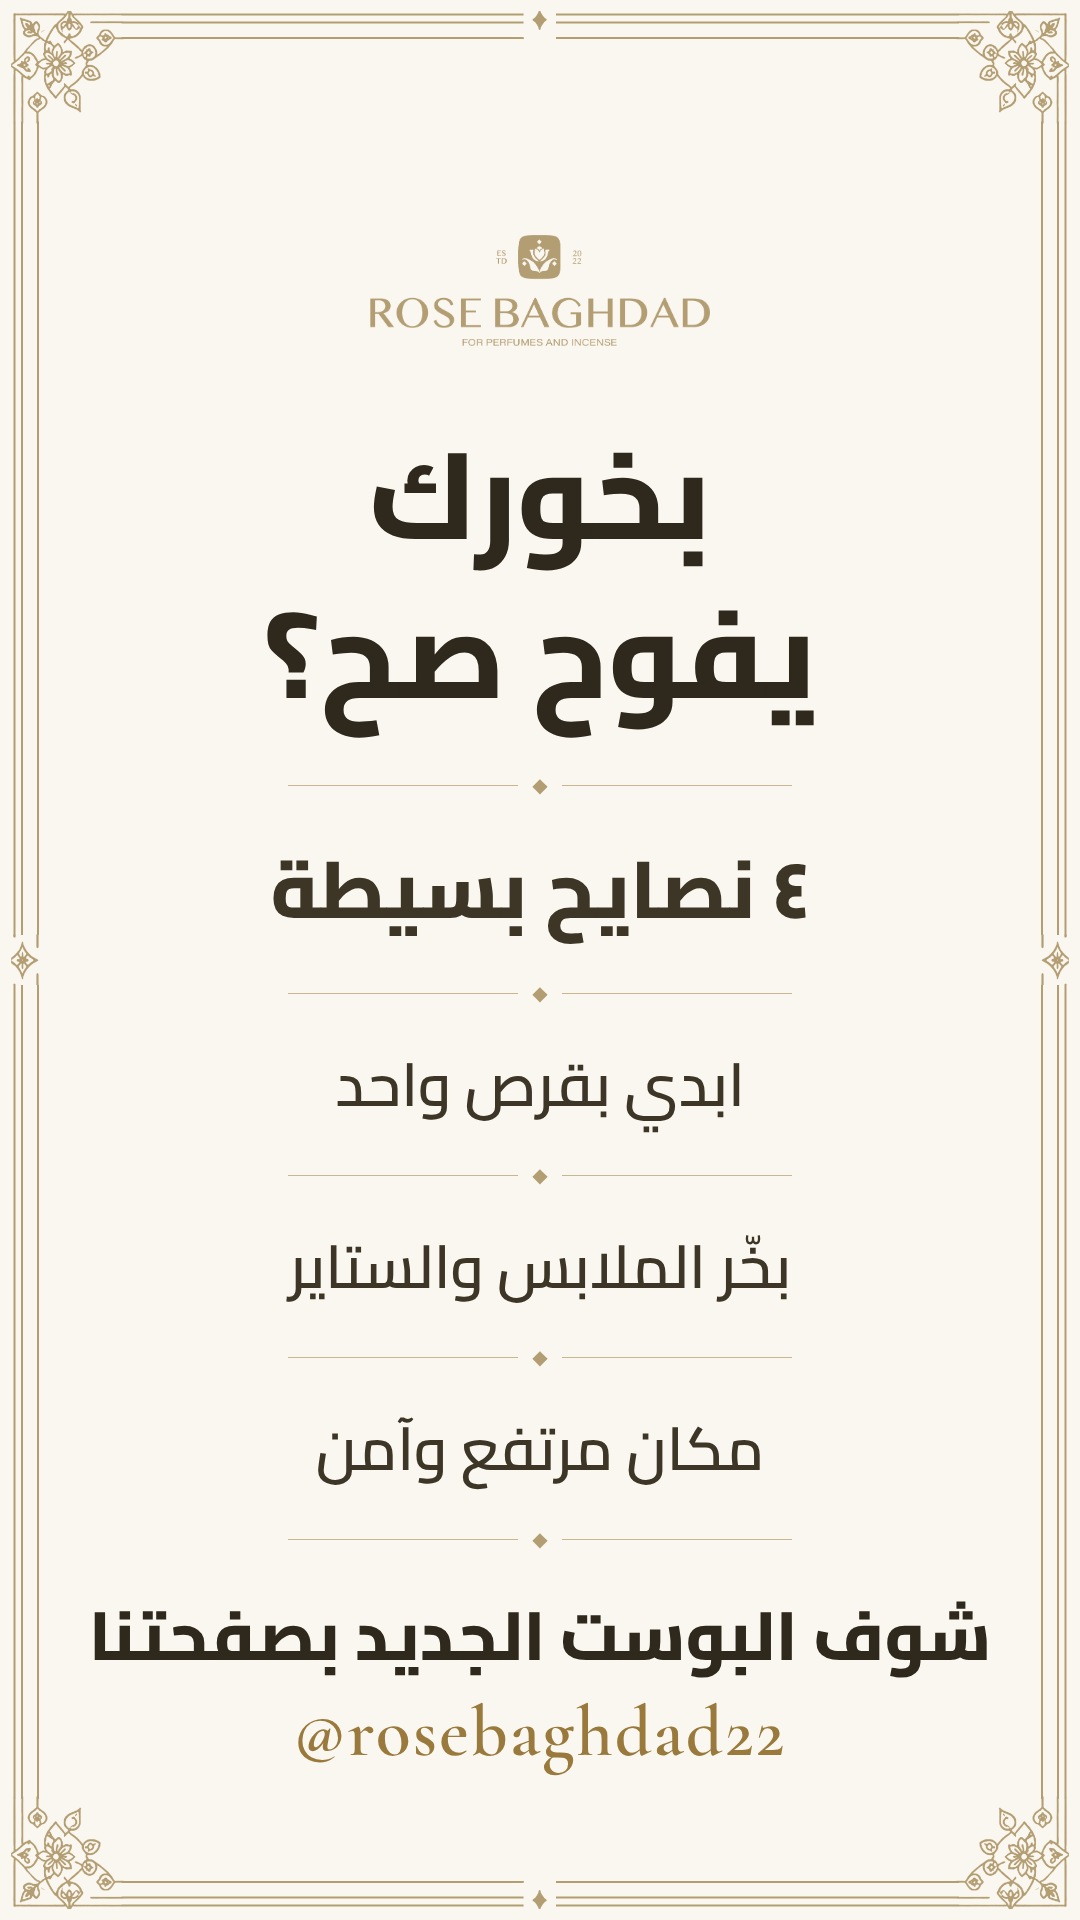 ES
TD
20
22
ROSE BAGHDAD
FOR PERFUMES AND INCENSE
بخورك
يفوح صح؟
٤ نصايح بسيطة
ابدي بقرص واحد
بخّر الملابس والستاير
مكان مرتفع وآمن
شوف البوست الجديد بصفحتنا
@rosebaghdad22